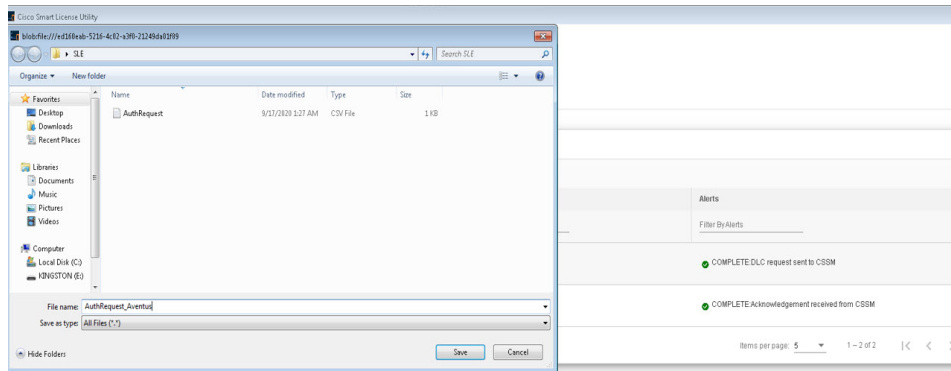 Cisco Smart License Utility
blob:file:///ed160eab-5216-4c02-a3f0-21249da01f09
SLE
Search SLE
Organize New folder
Name Date modified Type Size
Favorites
Desktop
Downloads
Recent Places
AuthRequest 9/17/2020 1:27 AM CSV File 1 KB
Libraries
Documents
Music
Pictures
Videos
Computer
Local Disk (C:)
KINGSTON (E:)
File name: AuthRequest_Aventus
Save as type: All Files (*.*)
Hide Folders
Save Cancel
Alerts
Filter By Alerts
COMPLETE:DLC request sent to CSSM
COMPLETE:Acknowledgement received from CSSM
Items per page: 5 1 – 2 of 2